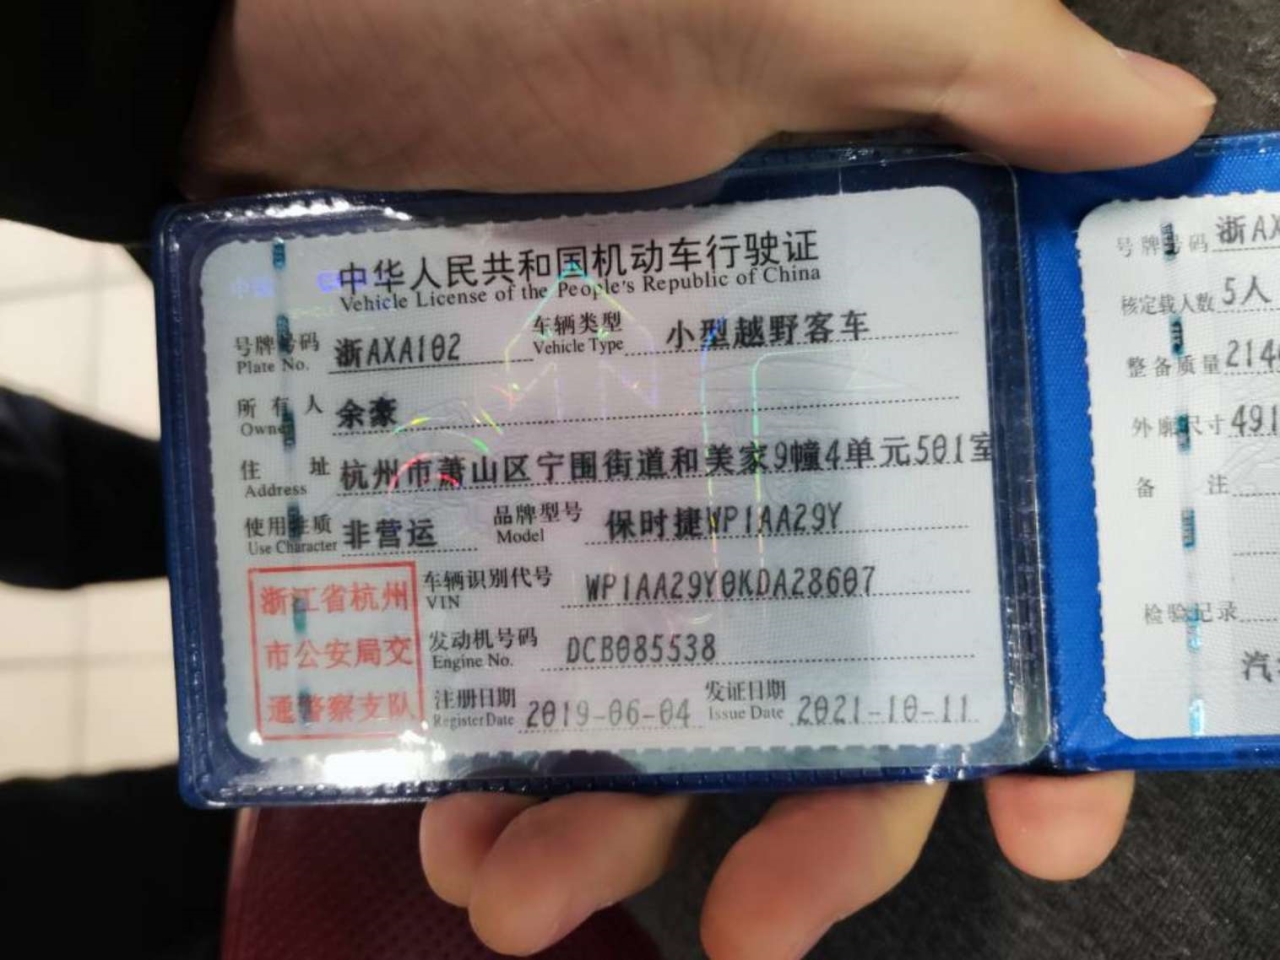 中华人民共和国机动车行驶证
Vehicle License of the People's Republic of China
号牌号码 浙AXA102 车辆类型 小型越野客车
Plate No. Vehicle Type
所有人 余豪
Owner
住址 杭州市萧山区宁围街道和美家9幢4单元501室
Address
使用性质 非营运 品牌型号 保时捷WP1AA29Y
Use Character Model
车辆识别代号 WP1AA29Y0KDA28607
VIN
发动机号码 DCB085538
Engine No.
注册日期 2019-06-04 发证日期 2021-10-11
Register Date Issue Date
浙江省杭州
市公安局交
通警察支队
号牌号码 浙AX
核定载人数 5人
整备质量 214
外廓尺寸 491
备注
检验记录
汽